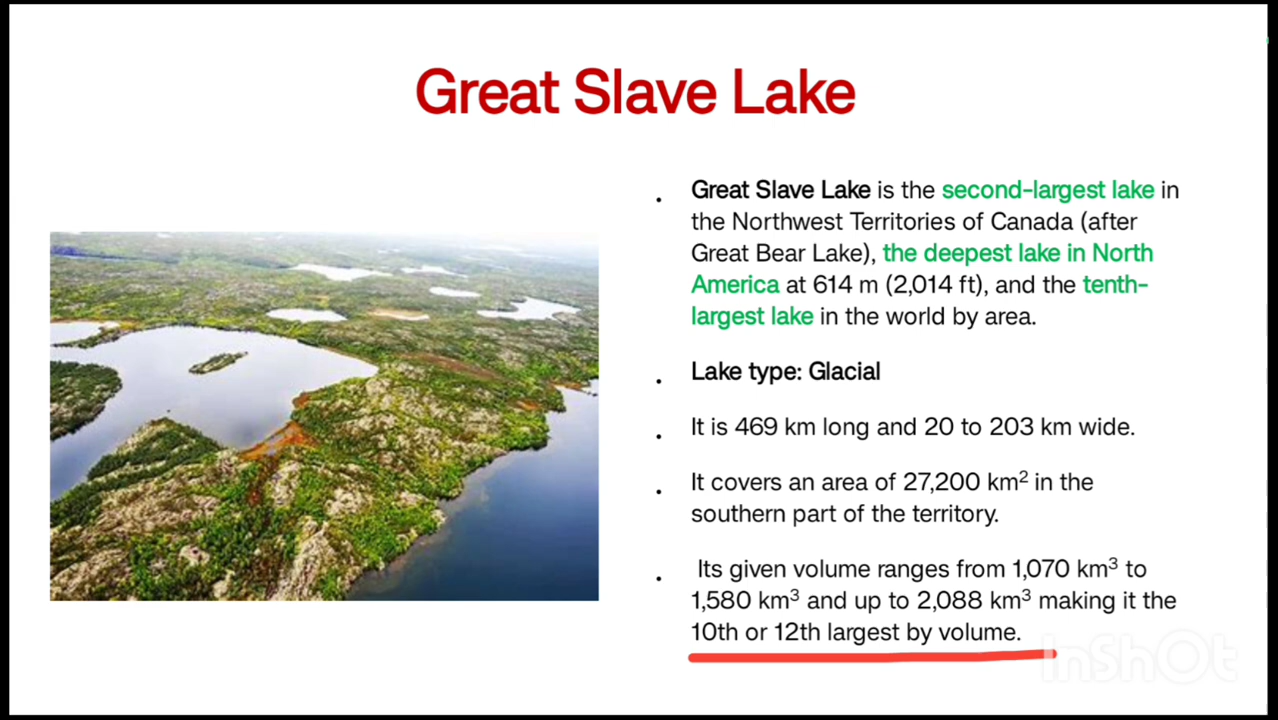 Great Slave Lake
Great Slave Lake is the second-largest lake in
the Northwest Territories of Canada (after
Great Bear Lake), the deepest lake in North
America at 614 m (2,014 ft), and the tenth-
largest lake in the world by area.
Lake type: Glacial
It is 469 km long and 20 to 203 km wide.
It covers an area of 27,200 km² in the
southern part of the territory.
Its given volume ranges from 1,070 km³ to
1,580 km³ and up to 2,088 km³ making it the
10th or 12th largest by volume.
InShOt